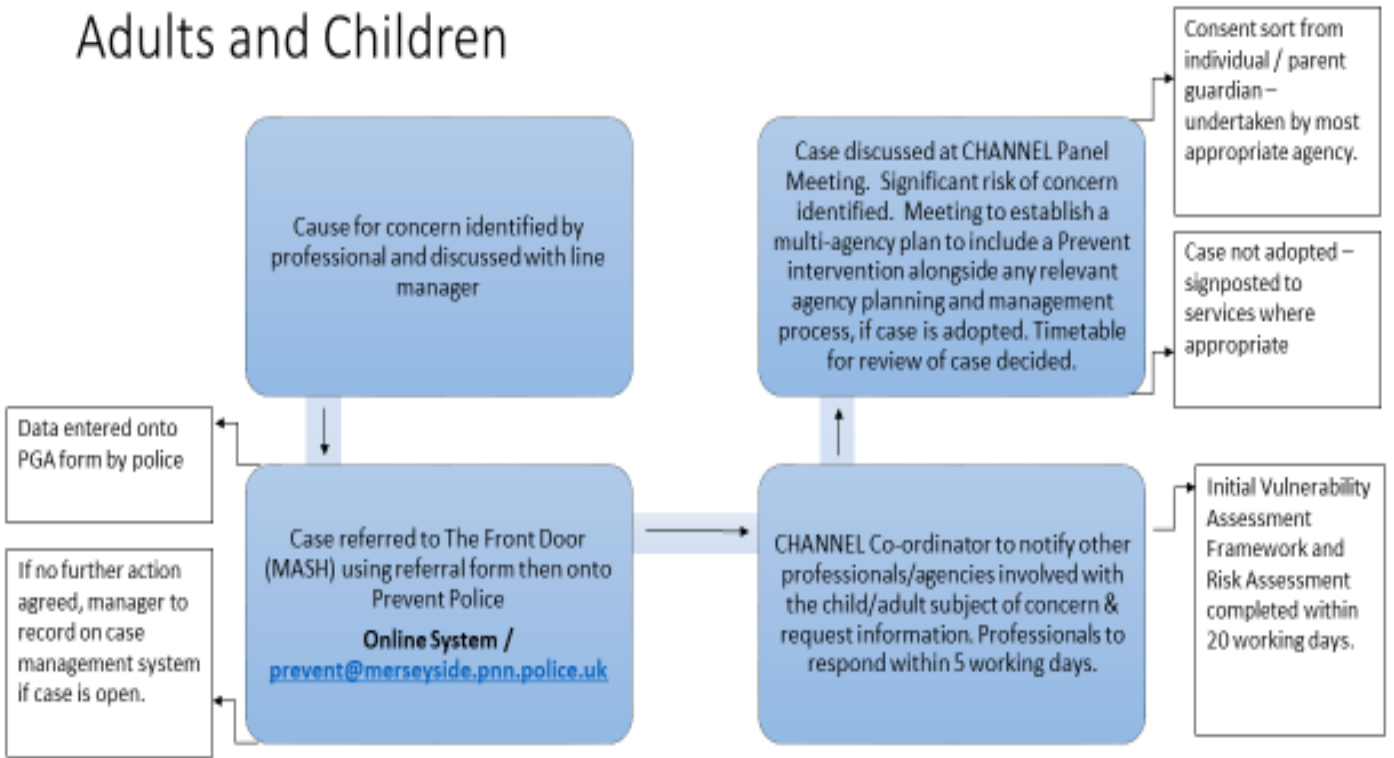 Adults and Children
Cause for concern identified by
professional and discussed with line
manager
Data entered onto
PGA form by police
If no further action
agreed, manager to
record on case
management system
if case is open.
Case referred to The Front Door
(MASH) using referral form then onto
Prevent Police
Online System /
prevent@merseyside.pnn.police.uk
CHANNEL Co-ordinator to notify other
professionals/agencies involved with
the child/adult subject of concern &
request information. Professionals to
respond within 5 working days.
Initial Vulnerability
Assessment
Framework and
Risk Assessment
completed within
20 working days.
Case discussed at CHANNEL Panel
Meeting. Significant risk of concern
identified. Meeting to establish a
multi-agency plan to include a Prevent
intervention alongside any relevant
agency planning and management
process, if case is adopted. Timetable
for review of case decided.
Consent sort from
individual / parent
guardian –
undertaken by most
appropriate agency.
Case not adopted –
signposted to
services where
appropriate